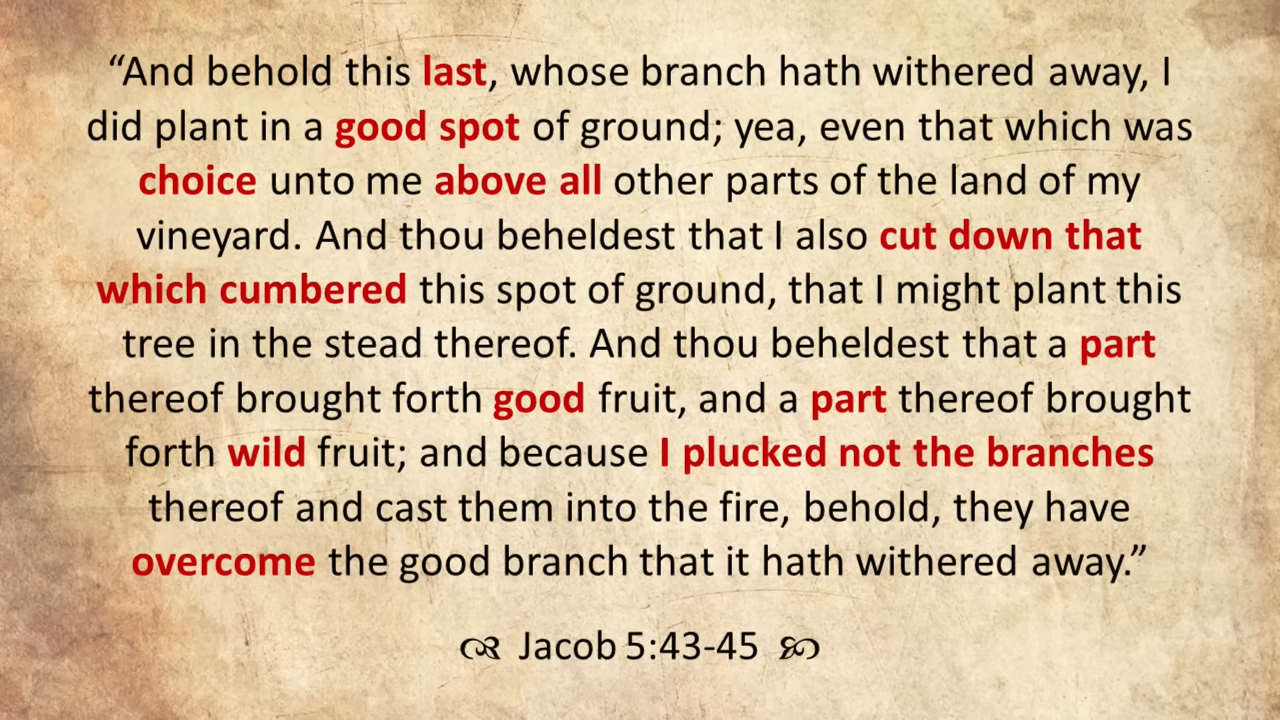 “And behold this last, whose branch hath withered away, I
did plant in a good spot of ground; yea, even that which was
choice unto me above all other parts of the land of my
vineyard. And thou beheldest that I also cut down that
which cumbered this spot of ground, that I might plant this
tree in the stead thereof. And thou beheldest that a part
thereof brought forth good fruit, and a part thereof brought
forth wild fruit; and because I plucked not the branches
thereof and cast them into the fire, behold, they have
overcome the good branch that it hath withered away.”
Jacob 5:43-45